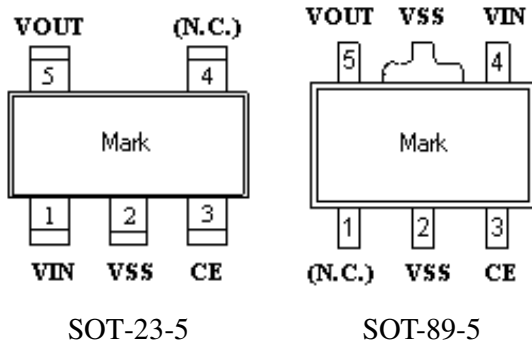 VOUT (N.C.) VOUT VSS VIN
5 4 5 4
Mark Mark
1 2 3 1 2 3
VIN VSS CE (N.C.) VSS CE
SOT-23-5 SOT-89-5